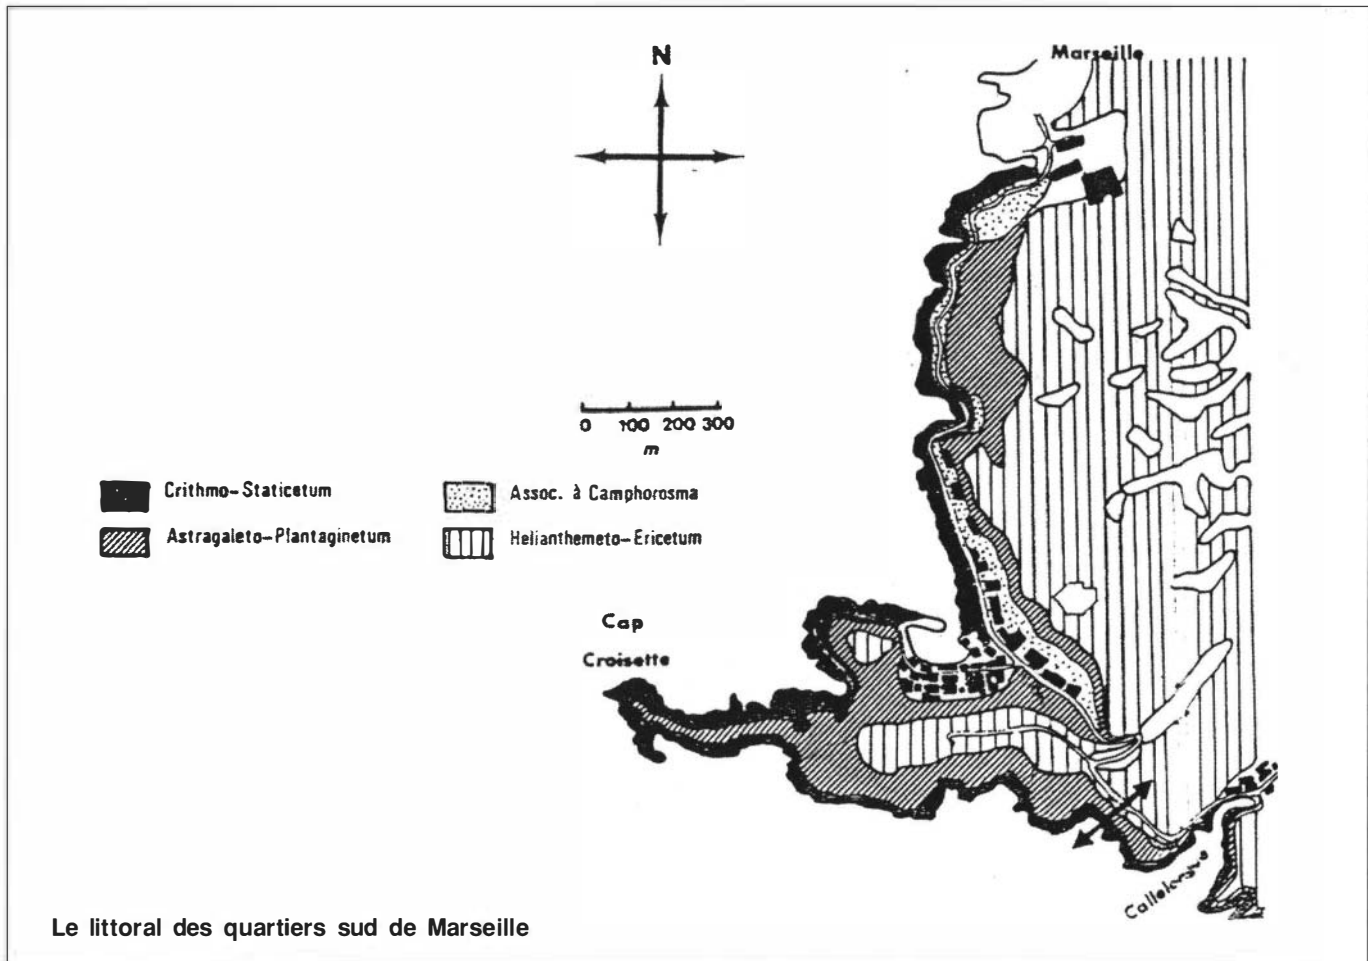 Marseille
N
0 100 200 300
m
Crithmo-Staticetum
Assoc. à Camphorosma
Astragaleto-Plantaginetum
Helianthemeto-Ericetum
Cap
Croisette
Callelongue
Le littoral des quartiers sud de Marseille